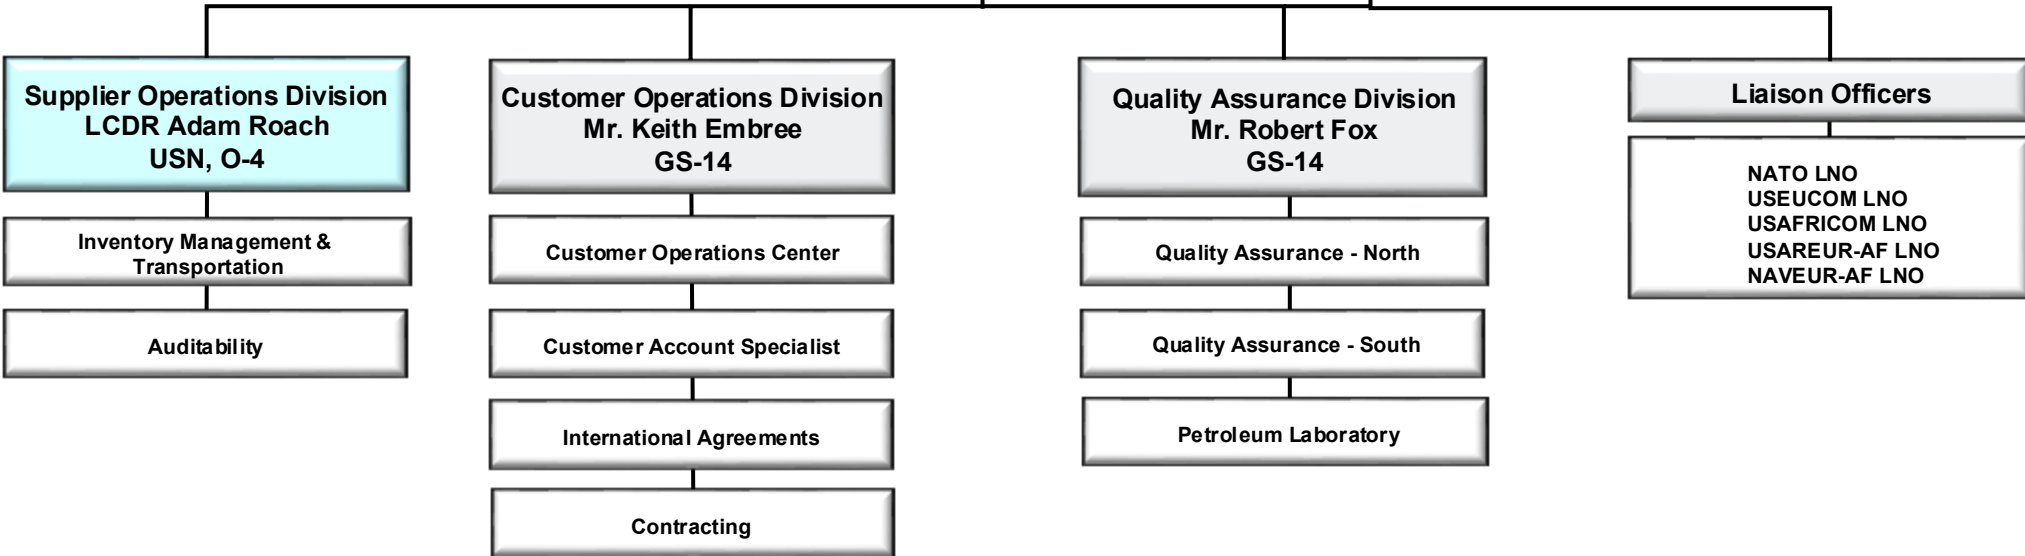 Supplier Operations Division
LCDR Adam Roach
USN, O-4
Inventory Management &
Transportation
Auditability
Customer Operations Division
Mr. Keith Embree
GS-14
Customer Operations Center
Customer Account Specialist
International Agreements
Contracting
Quality Assurance Division
Mr. Robert Fox
GS-14
Quality Assurance - North
Quality Assurance - South
Petroleum Laboratory
Liaison Officers
NATO LNO
USEUCOM LNO
USAFRICOM LNO
USAREUR-AF LNO
NAVEUR-AF LNO